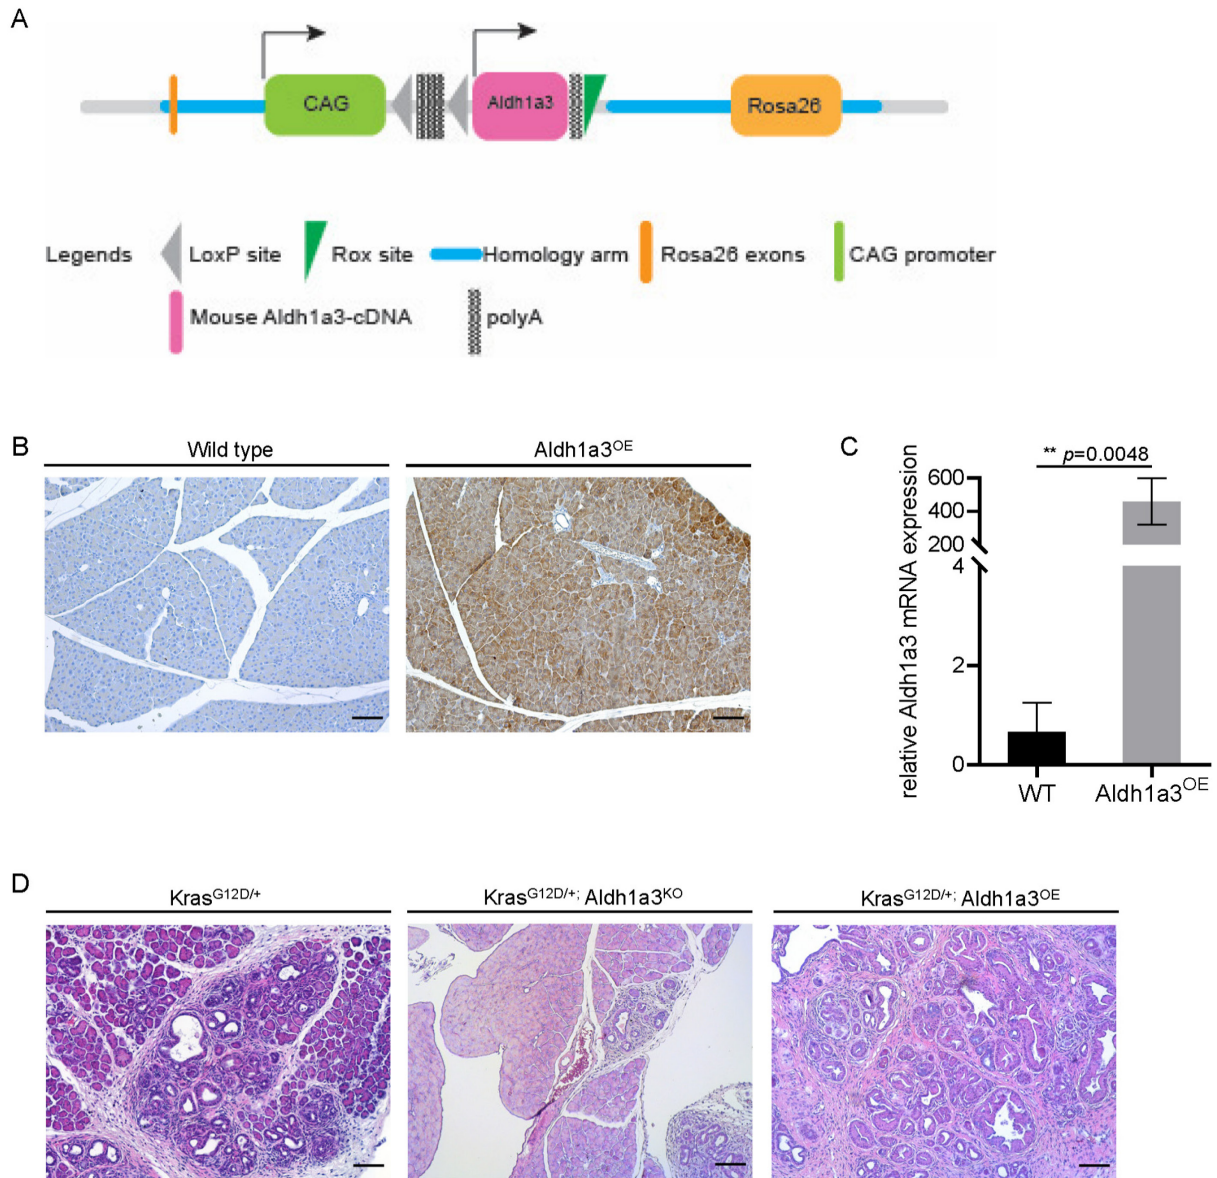 A
CAG
Aldh1a3
Rosa26
Legends
LoxP site
Rox site
Homology arm
Rosa26 exons
CAG promoter
Mouse Aldh1a3-cDNA
polyA
B
Wild type
Aldh1a3OE
C
** p=0.0048
relative Aldh1a3 mRNA expression
600
400
200
4
2
0
WT
Aldh1a3OE
D
KrasG12D/+
KrasG12D/+; Aldh1a3KO
KrasG12D/+; Aldh1a3OE